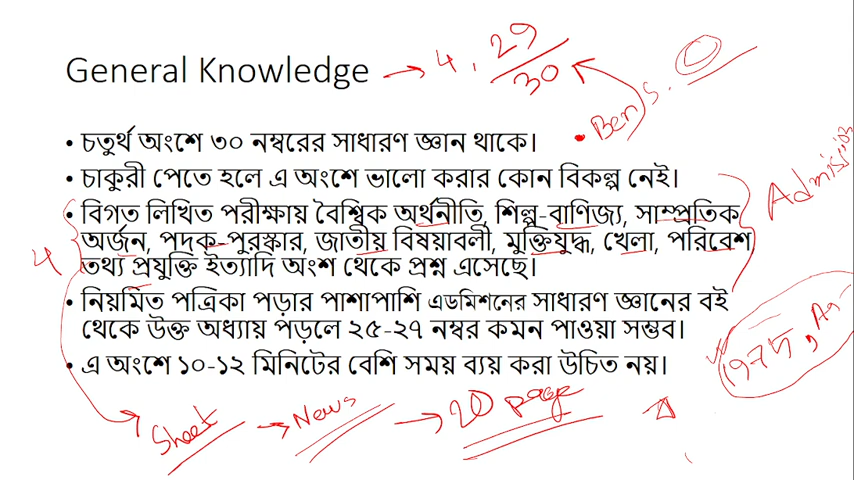 General Knowledge → 4, 29/30
• Ben s.
• চতুর্থ অংশে ৩০ নম্বরের সাধারণ জ্ঞান থাকে।
• চাকুরী পেতে হলে এ অংশে ভালো করার কোন বিকল্প নেই।
• বিগত লিখিত পরীক্ষায় বৈশ্বিক অর্থনীতি, শিল্প-বাণিজ্য, সাম্প্রতিক
অর্জন, পদক-পুরস্কার, জাতীয় বিষয়াবলী, মুক্তিযুদ্ধ, খেলা, পরিবেশ
তথ্য প্রযুক্তি ইত্যাদি অংশ থেকে প্রশ্ন এসেছে।
• নিয়মিত পত্রিকা পড়ার পাশাপাশি এডমিশনের সাধারণ জ্ঞানের বই
থেকে উক্ত অধ্যায় পড়লে ২৫-২৭ নম্বর কমন পাওয়া সম্ভব।
• এ অংশে ১০-১২ মিনিটের বেশি সময় ব্যয় করা উচিত নয়।
4
Admission
1975, As
Sheet → News → 20 page